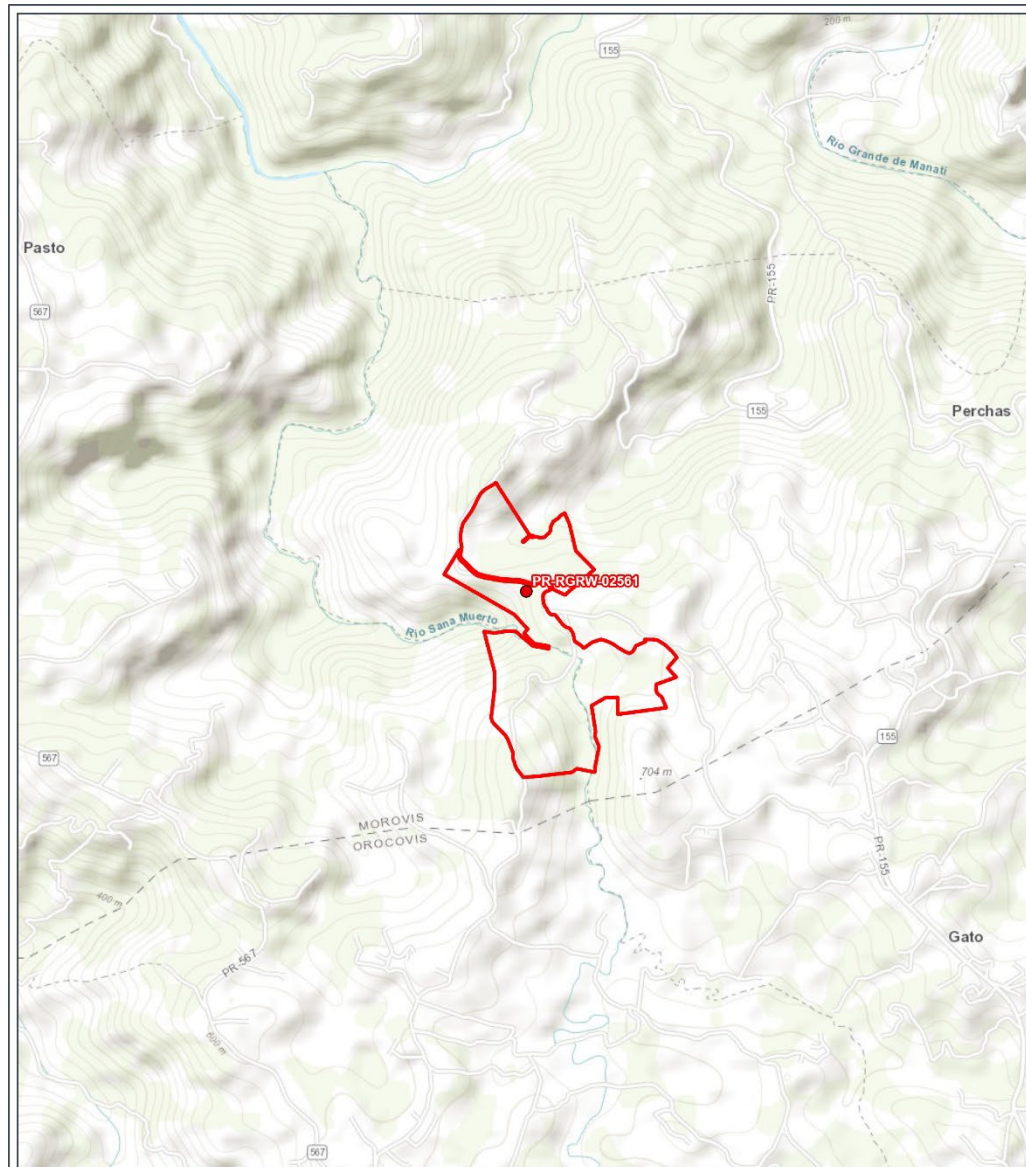 200 m
155
Río Grande de Manatí
Pasto
567
PR-155
155
Perchas
PR-RGRW-02561
Río Sana Muerto
155
567
704 m
MOROVIS
OROCOVIS
PR-155
400 m
Gato
PR-567
600 m
567